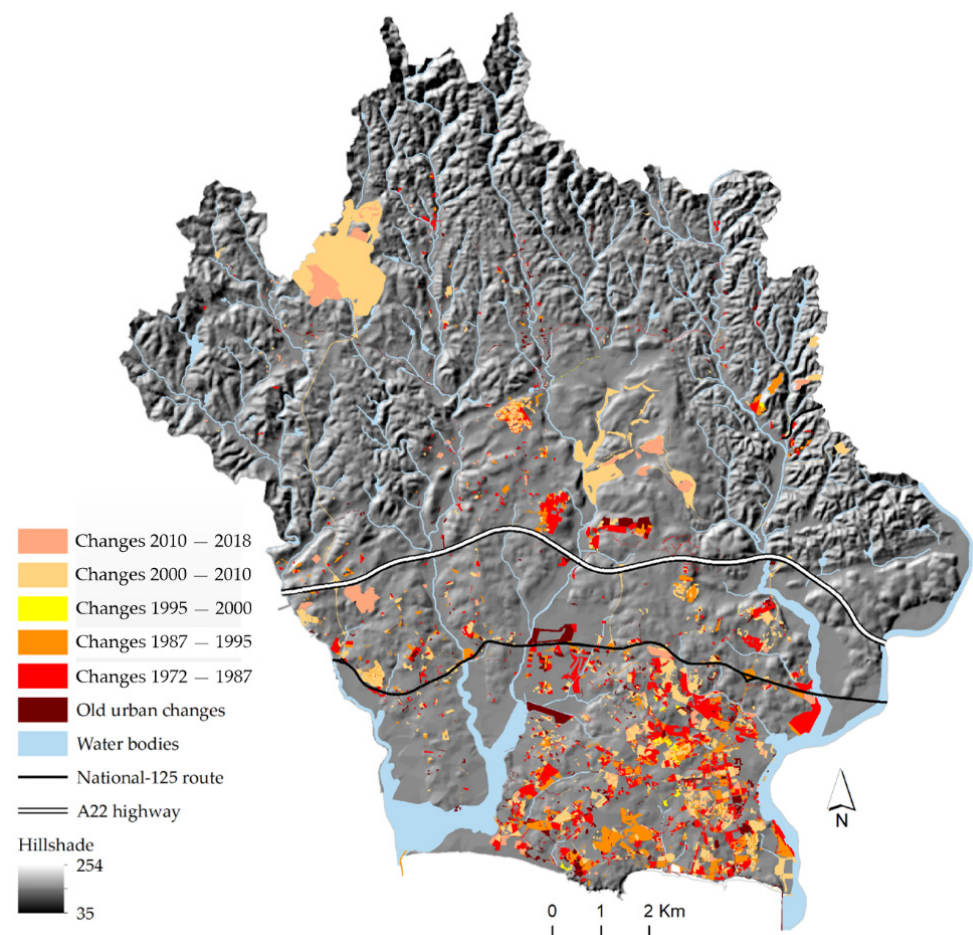 Changes 2010 — 2018
Changes 2000 — 2010
Changes 1995 — 2000
Changes 1987 — 1995
Changes 1972 — 1987
Old urban changes
Water bodies
National-125 route
A22 highway
Hillshade
254
35
N
0 1 2 Km